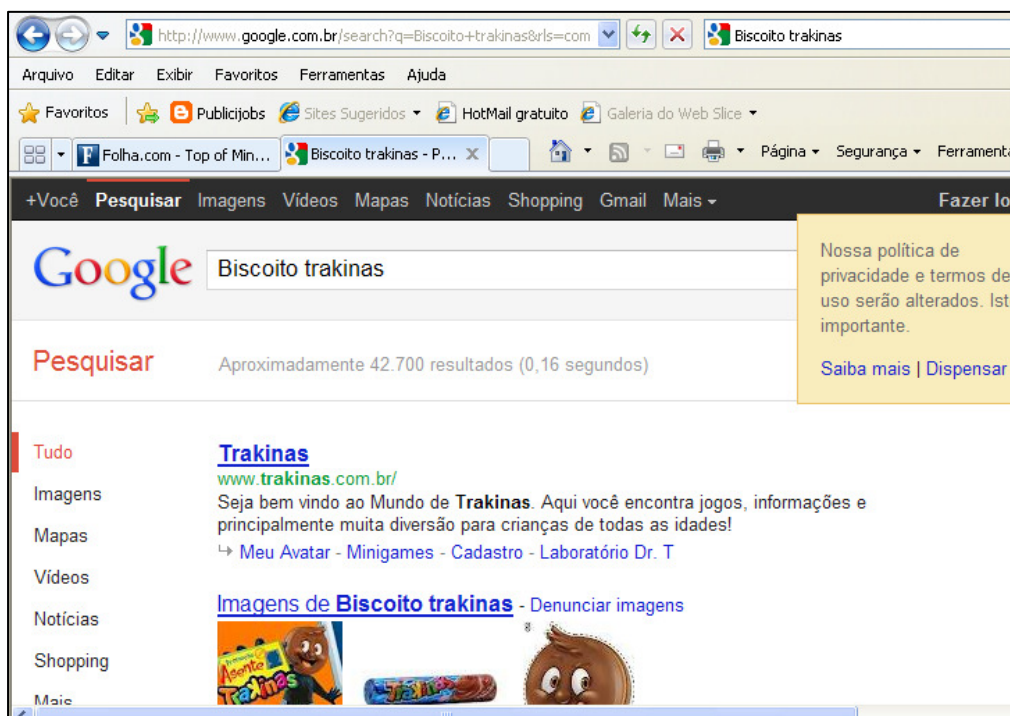 http://www.google.com.br/search?q=Biscoito+trakinas&rls=com
Biscoito trakinas
Arquivo Editar Exibir Favoritos Ferramentas Ajuda
Favoritos Publicijobs Sites Sugeridos HotMail gratuito Galeria do Web Slice
Folha.com - Top of Min... Biscoito trakinas - P... X Página Segurança Ferramenta
+Você Pesquisar Imagens Vídeos Mapas Notícias Shopping Gmail Mais Fazer lo
Google Biscoito trakinas
Nossa política de
privacidade e termos de
uso serão alterados. Ist
importante.
Saiba mais | Dispensar
Pesquisar Aproximadamente 42.700 resultados (0,16 segundos)
Tudo
Imagens
Mapas
Vídeos
Notícias
Shopping
Mais
Trakinas
www.trakinas.com.br/
Seja bem vindo ao Mundo de Trakinas. Aqui você encontra jogos, informações e
principalmente muita diversão para crianças de todas as idades!
Meu Avatar - Minigames - Cadastro - Laboratório Dr. T
Imagens de Biscoito trakinas - Denunciar imagens
Asente
Trakinas
Trakinas